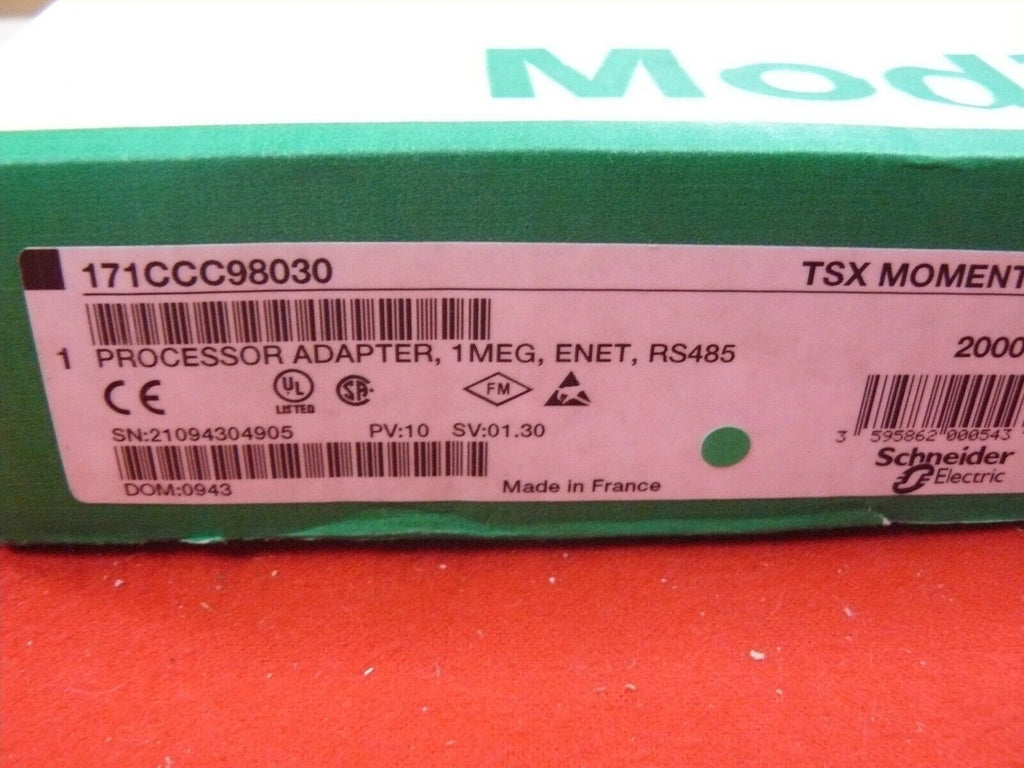 Mod
171CCC98030 TSX MOMENT
1 PROCESSOR ADAPTER, 1MEG, ENET, RS485 2000
CE UL LISTED SA FM
SN:21094304905 PV:10 SV:01.30
3 595862 000543
DOM:0943 Made in France
Schneider
Electric